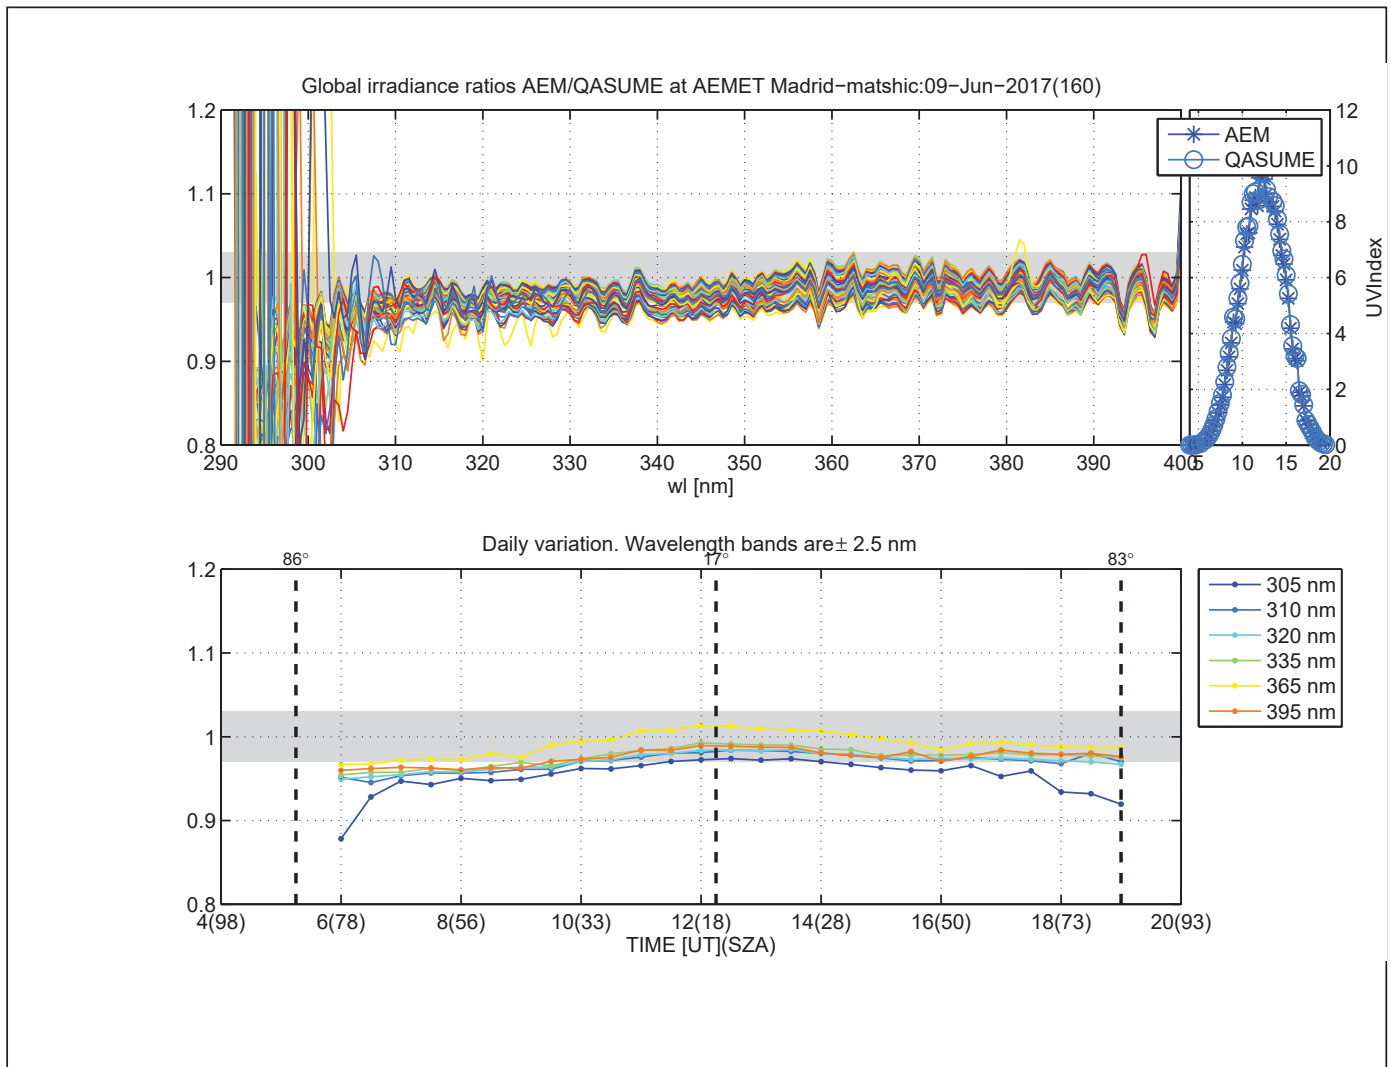 Global irradiance ratios AEM/QASUME at AEMET Madrid−matshic:09−Jun−2017(160)
1.2
1.1
1
0.9
0.8
290 300 310 320 330 340 350 360 370 380 390 400
wl [nm]
AEM
QASUME
12
10
8
6
4
2
0
5 10 15 20
UVIndex
Daily variation. Wavelength bands are± 2.5 nm
86° 17° 83°
1.2
1.1
1
0.9
0.8
4(98) 6(78) 8(56) 10(33) 12(18) 14(28) 16(50) 18(73) 20(93)
TIME [UT](SZA)
305 nm
310 nm
320 nm
335 nm
365 nm
395 nm